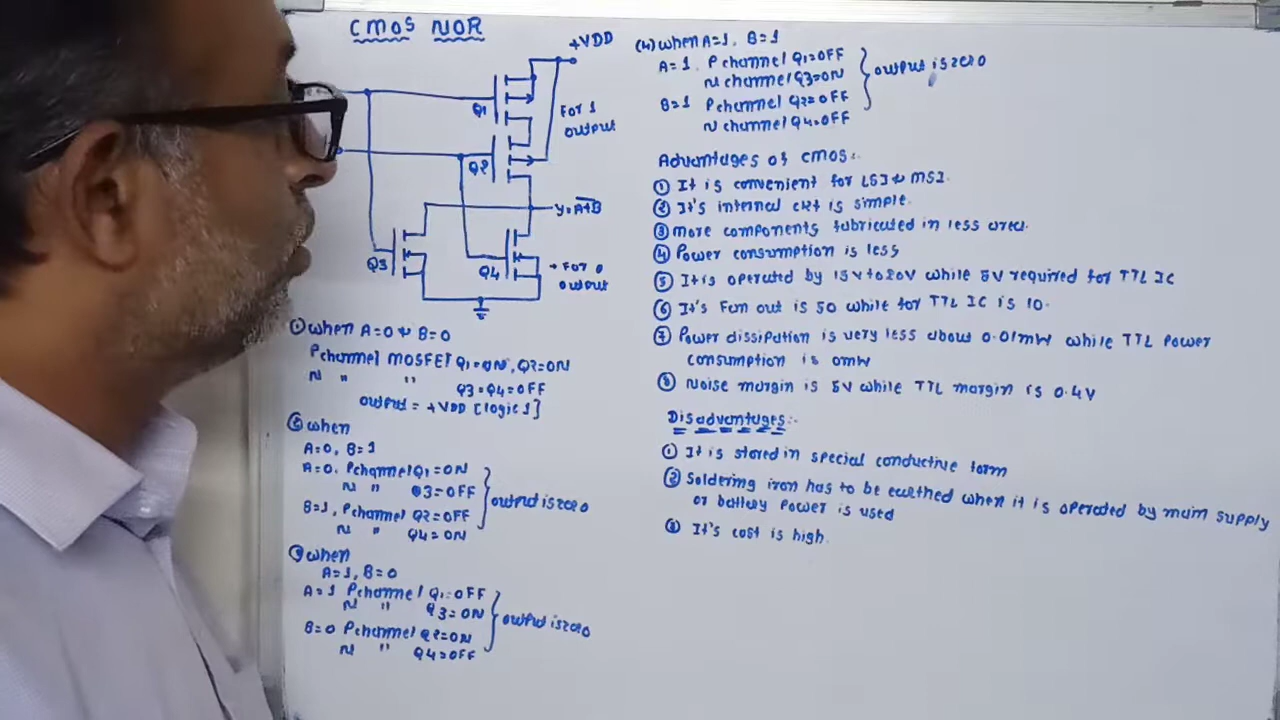 CMOS NOR
+VDD
Q1
For 1
output
Q2
Y=A+B
Q3
Q4
→ For 0
output
① when A=0 & B=0
Pchannel MOSFET Q1=ON, Q2=ON
N " " Q3=Q4=OFF
output = +VDD [logic 1]
② when
A=0, B=1
A=0, Pchannel Q1=ON
N " Q3=OFF
B=1, Pchannel Q2=OFF
N " Q4=ON
output is zero
③ when
A=1, B=0
A=1 Pchannel Q1=OFF
N " Q3=ON
B=0 Pchannel Q2=ON
N " Q4=OFF
output is zero
(4) when A=1, B=1
A=1 Pchannel Q1=OFF
N channel Q3=ON
B=1 Pchannel Q2=OFF
N channel Q4=OFF
output is zero
Advantages of CMOS:-
① It is convenient for LSI & MSI.
② It's internal ckt is simple.
③ More components fabricated in less area.
④ Power consumption is less
⑤ It is operated by 15V to 20V while 5V required for TTL IC
⑥ It's Fan out is 50 while for TTL IC is 10.
⑦ Power dissipation is very less about 0.01mW while TTL Power
consumption is 0mW
⑧ Noise margin is 5V while TTL margin is 0.4V
Disadvantages:-
① It is stored in special conductive form
② Soldering iron has to be earthed when it is operated by main supply
or battery power is used
③ It's cost is high.